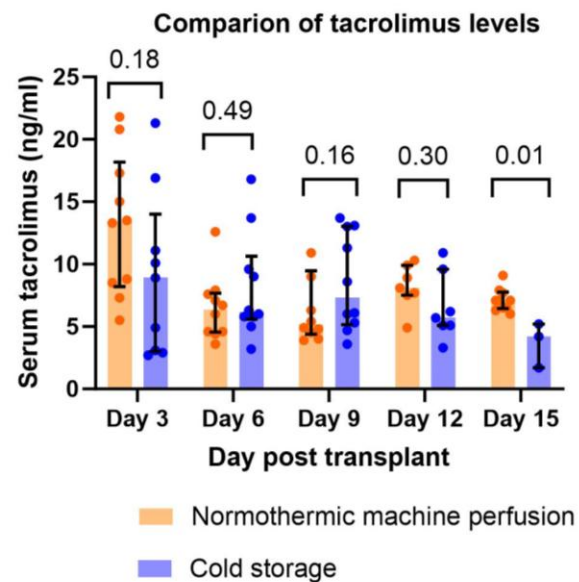 Comparion of tacrolimus levels
0.18
0.49
0.16
0.30
0.01
25
20
15
10
5
0
Serum tacrolimus (ng/ml)
Day 3 Day 6 Day 9 Day 12 Day 15
Day post transplant
Normothermic machine perfusion
Cold storage